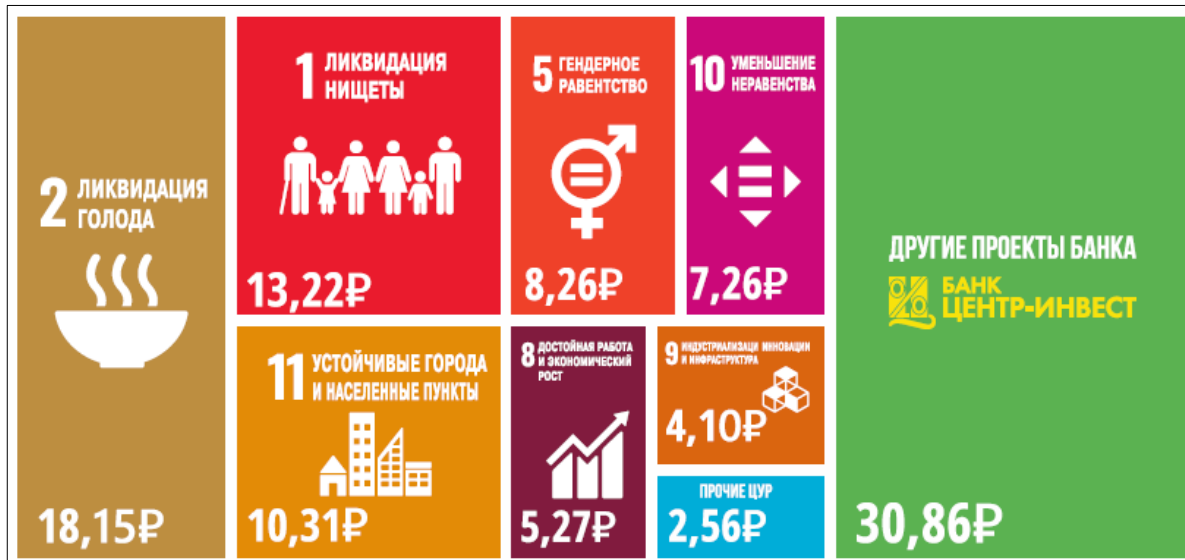 2 ЛИКВИДАЦИЯ
ГОЛОДА
18,15₽
1 ЛИКВИДАЦИЯ
НИЩЕТЫ
13,22₽
5 ГЕНДЕРНОЕ
РАВЕНТСТВО
8,26₽
10 УМЕНЬШЕНИЕ
НЕРАВЕНСТВА
7,26₽
11 УСТОЙЧИВЫЕ ГОРОДА
И НАСЕЛЕННЫЕ ПУНКТЫ
10,31₽
8 ДОСТОЙНАЯ РАБОТА
И ЭКОНОМИЧЕСКИЙ
РОСТ
5,27₽
9 ИНДУСТРИАЛИЗАЦИ ИННОВАЦИИ
И ИНФРАСТРУКТУРА
4,10₽
ПРОЧИЕ ЦУР
2,56₽
ДРУГИЕ ПРОЕКТЫ БАНКА
БАНК
ЦЕНТР-ИНВЕСТ
30,86₽